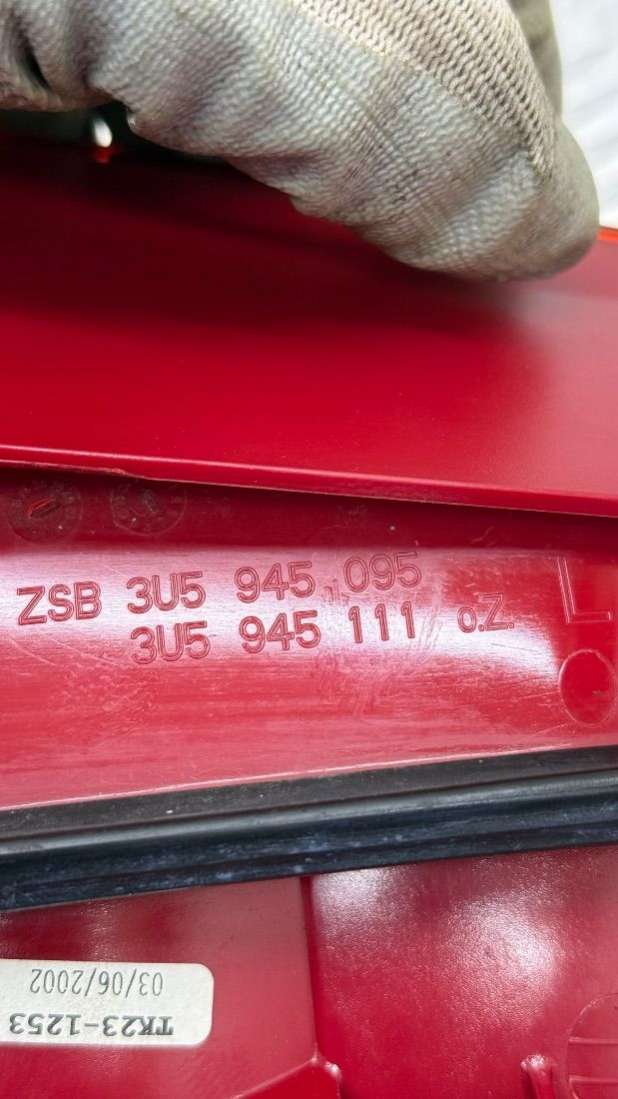 ZSB 3U5 945 095
3U5 945 111 o.Z.
L
03/06/2002
TK23-1253